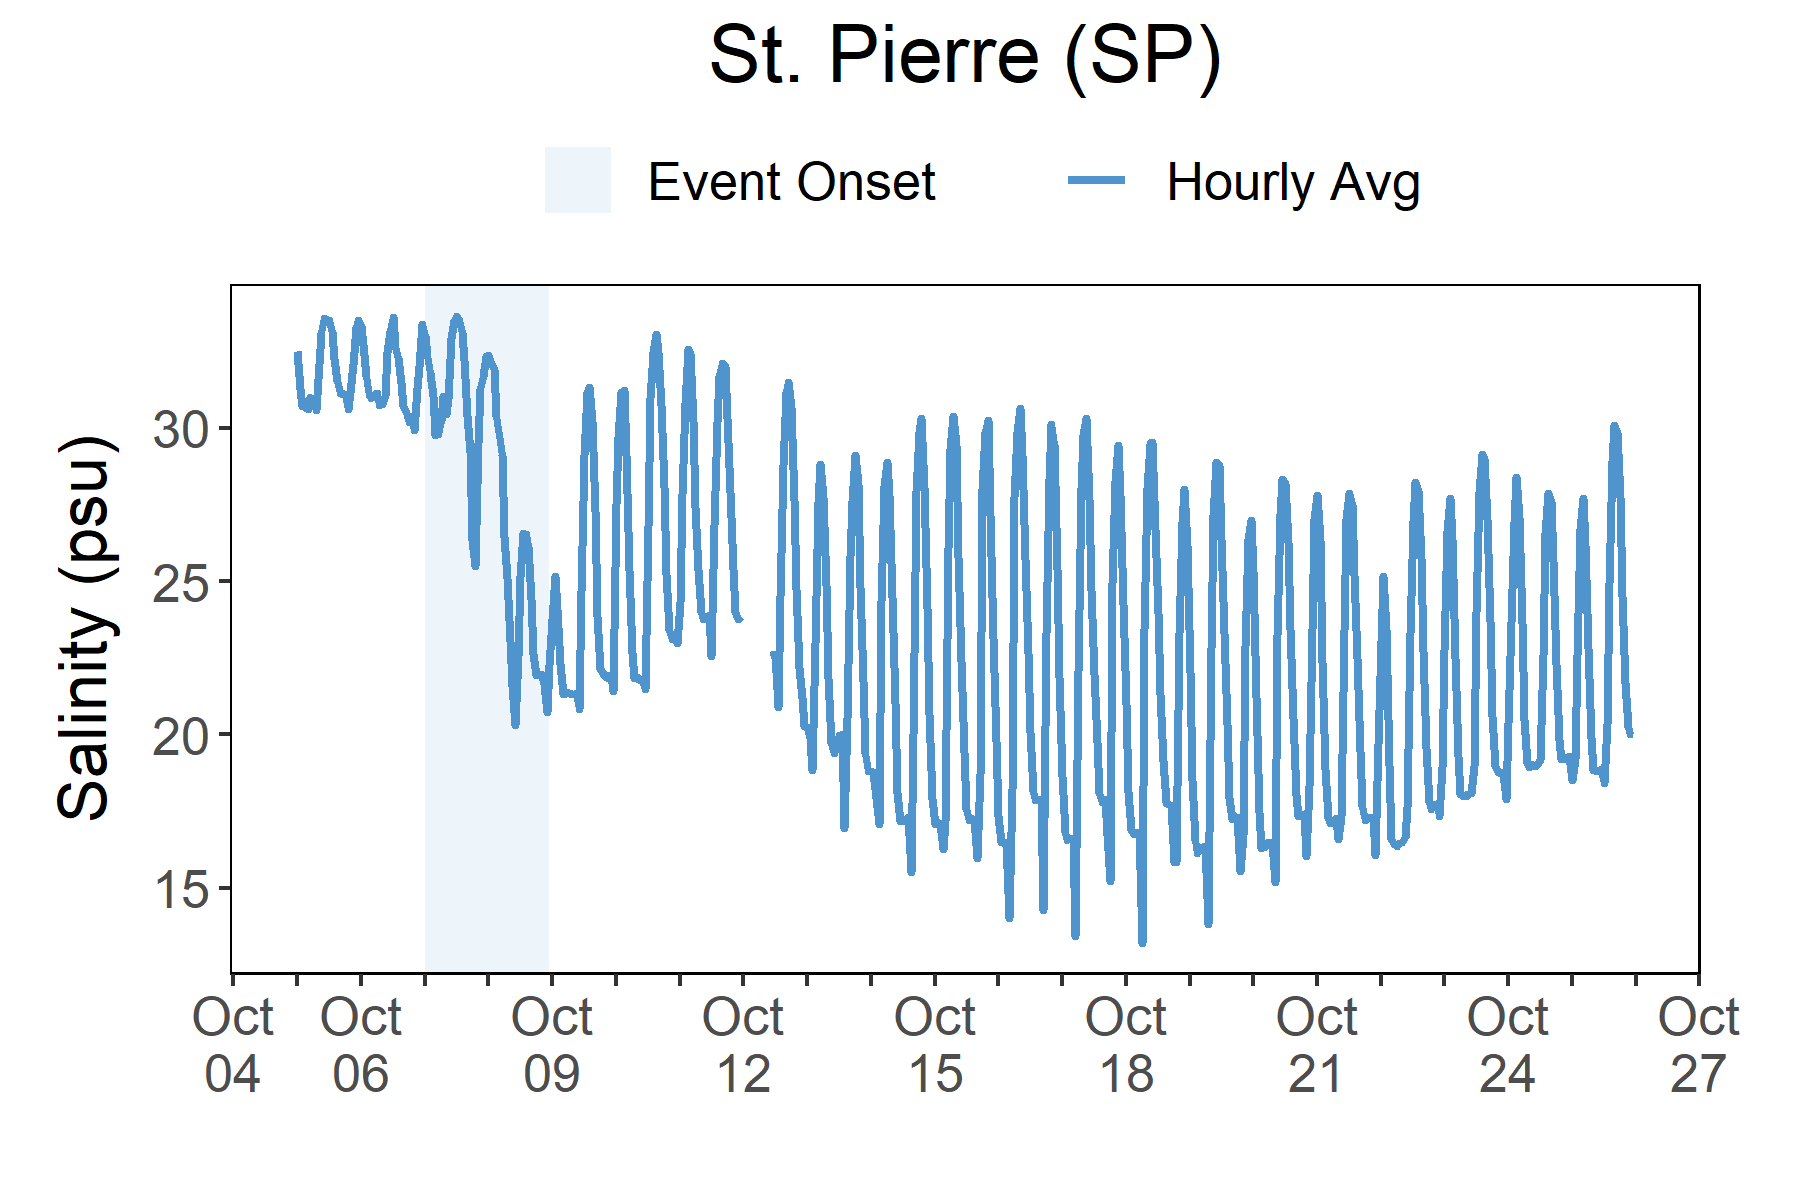 St. Pierre (SP)
Event Onset Hourly Avg
Salinity (psu)
30
25
20
15
Oct Oct Oct Oct Oct Oct Oct Oct Oct
04 06 09 12 15 18 21 24 27